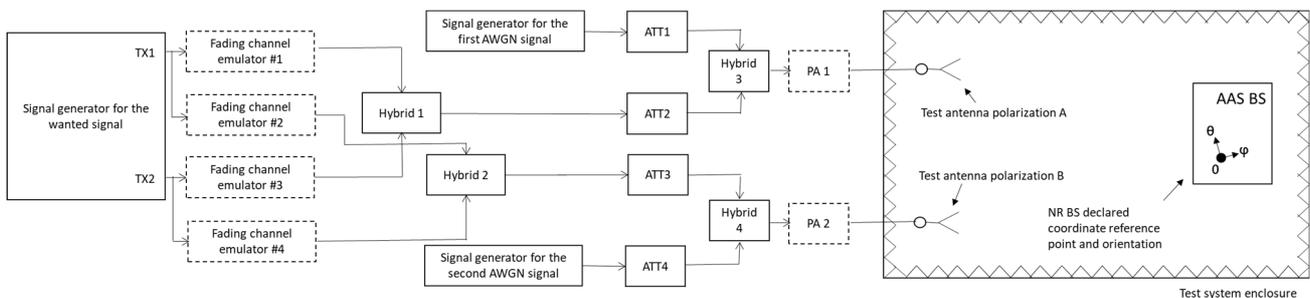 Signal generator for the
wanted signal
TX1
TX2
Fading channel
emulator #1
Fading channel
emulator #2
Fading channel
emulator #3
Fading channel
emulator #4
Hybrid 1
Hybrid 2
Signal generator for the
first AWGN signal
Signal generator for the
second AWGN signal
ATT1
ATT2
ATT3
ATT4
Hybrid
3
Hybrid
4
PA 1
PA 2
Test antenna polarization A
Test antenna polarization B
AAS BS
θ
φ
0
NR BS declared
coordinate reference
point and orientation
Test system enclosure